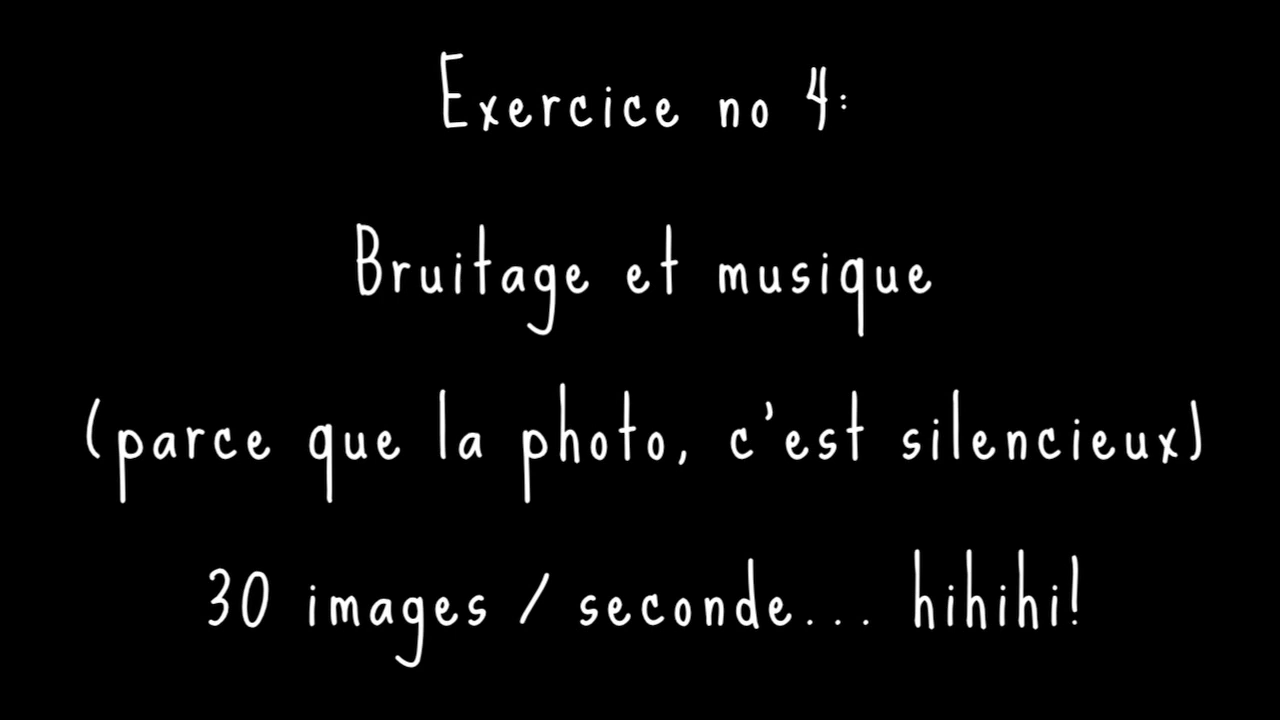 Exercice no 4:
Bruitage et musique
(parce que la photo, c'est silencieux)
30 images / seconde... hihihi!